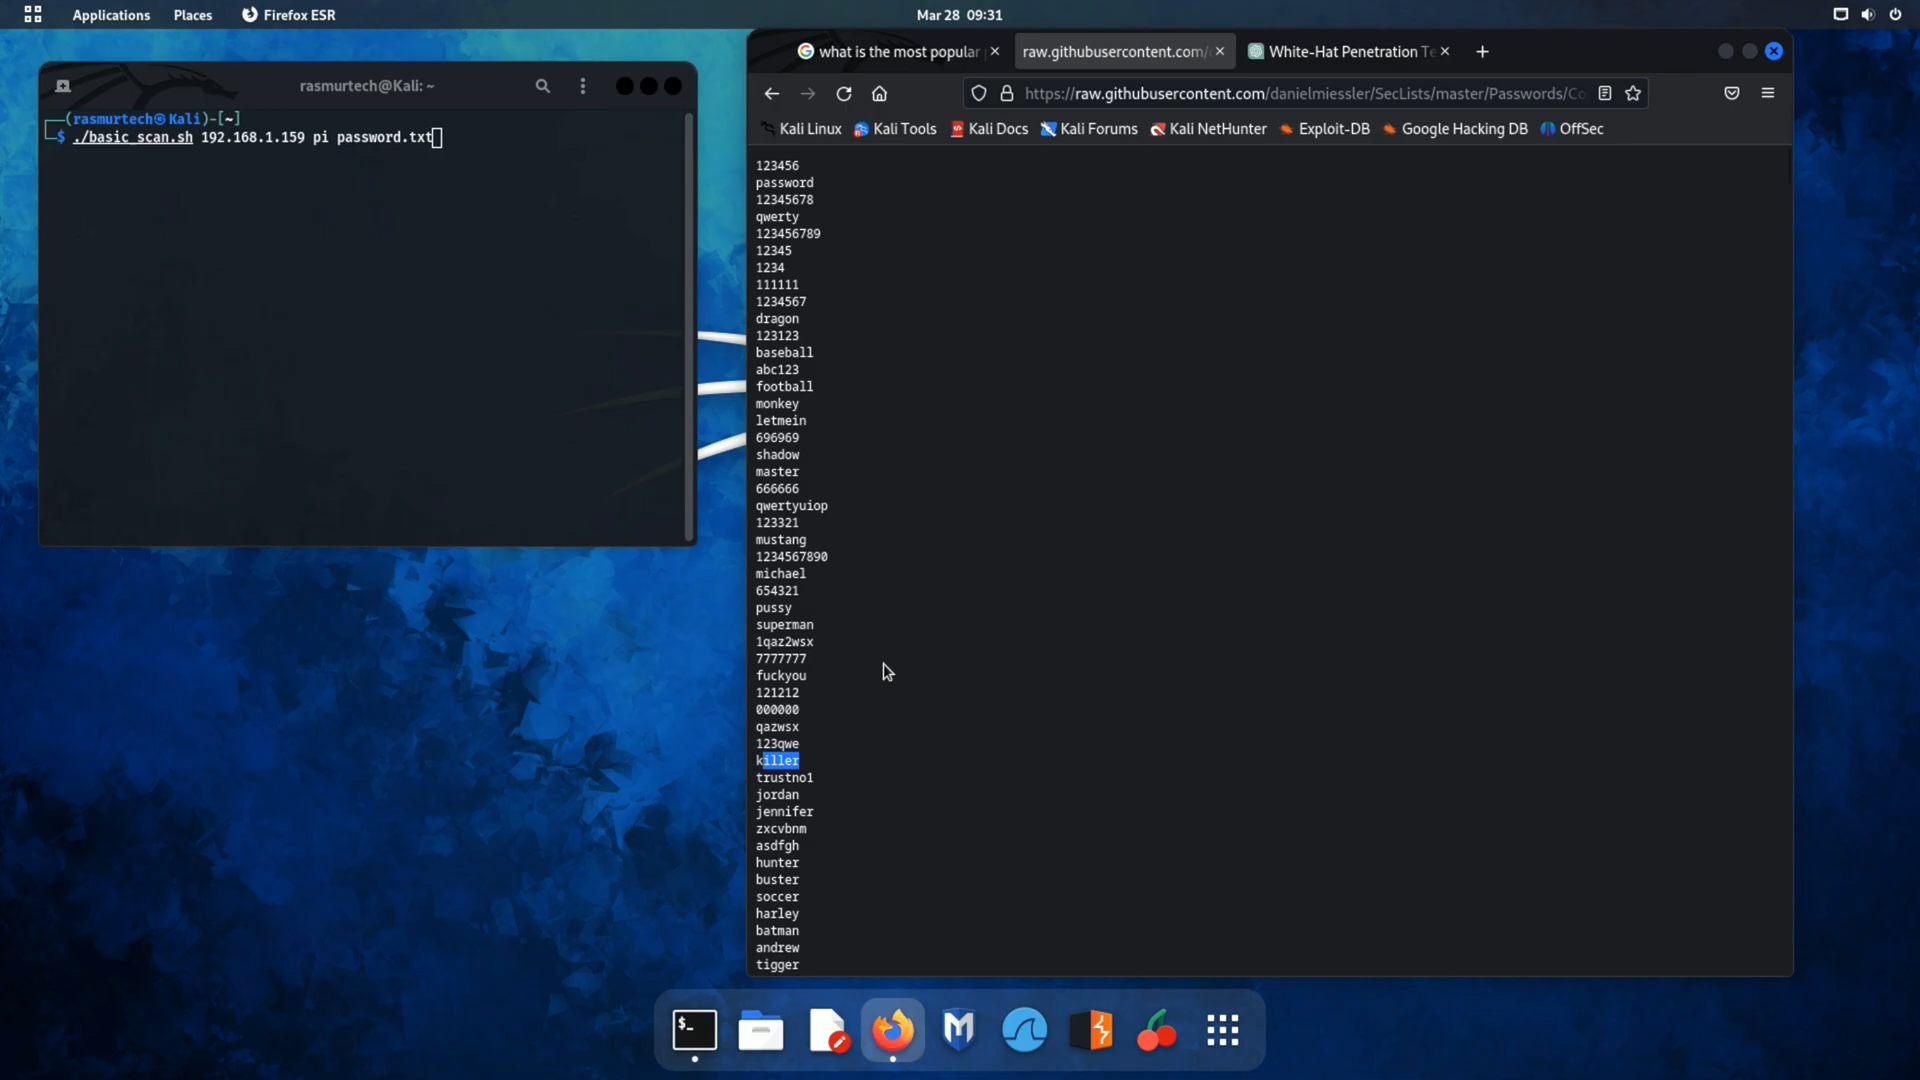 Applications Places Firefox ESR Mar 28 09:31
rasmurtech@Kali: ~
(rasmurtech㉿Kali)-[~]
$ ./basic_scan.sh 192.168.1.159 pi password.txt
what is the most popular
raw.githubusercontent.com/
White-Hat Penetration Te
https://raw.githubusercontent.com/danielmiessler/SecLists/master/Passwords/Co
Kali Linux Kali Tools Kali Docs Kali Forums Kali NetHunter Exploit-DB Google Hacking DB OffSec
123456
password
12345678
qwerty
123456789
12345
1234
111111
1234567
dragon
123123
baseball
abc123
football
monkey
letmein
696969
shadow
master
666666
qwertyuiop
123321
mustang
1234567890
michael
654321
pussy
superman
1qaz2wsx
7777777
fuckyou
121212
000000
qazwsx
123qwe
killer
trustno1
jordan
jennifer
zxcvbnm
asdfgh
hunter
buster
soccer
harley
batman
andrew
tigger